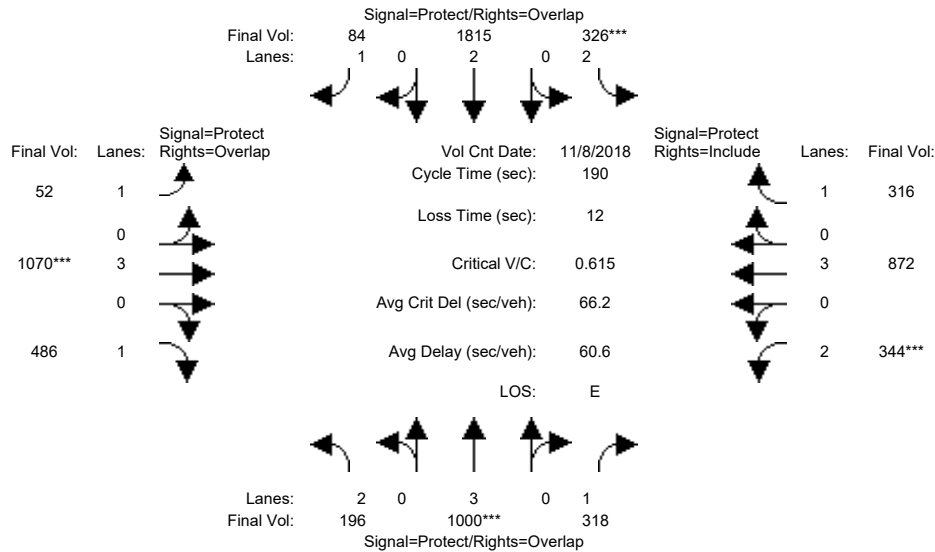 Signal=Protect/Rights=Overlap
Final Vol: 84 1815 326***
Lanes: 1 0 2 0 2
Signal=Protect
Final Vol: Lanes: Rights=Overlap
Vol Cnt Date: 11/8/2018
Signal=Protect
Rights=Include Lanes: Final Vol:
Cycle Time (sec): 190
52 1
1 316
Loss Time (sec): 12
0
0
1070*** 3
Critical V/C: 0.615
3 872
0
Avg Crit Del (sec/veh): 66.2
0
486 1
Avg Delay (sec/veh): 60.6
2 344***
LOS: E
Lanes: 2 0 3 0 1
Final Vol: 196 1000*** 318
Signal=Protect/Rights=Overlap